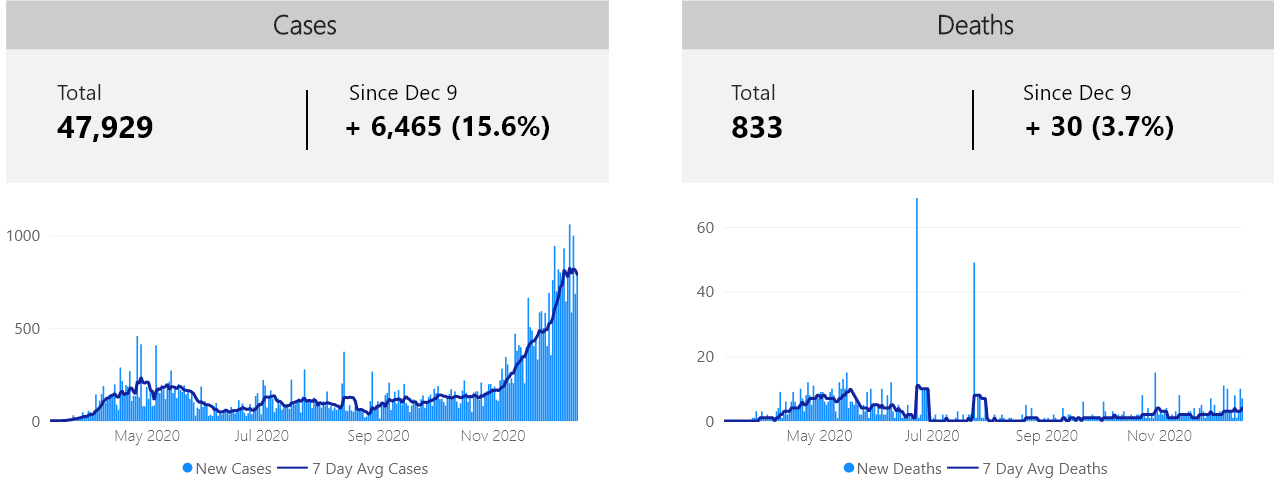 Cases
Total
47,929
Since Dec 9
+ 6,465 (15.6%)
1000
500
0
May 2020 Jul 2020 Sep 2020 Nov 2020
New Cases 7 Day Avg Cases
Deaths
Total
833
Since Dec 9
+ 30 (3.7%)
60
40
20
0
May 2020 Jul 2020 Sep 2020 Nov 2020
New Deaths 7 Day Avg Deaths